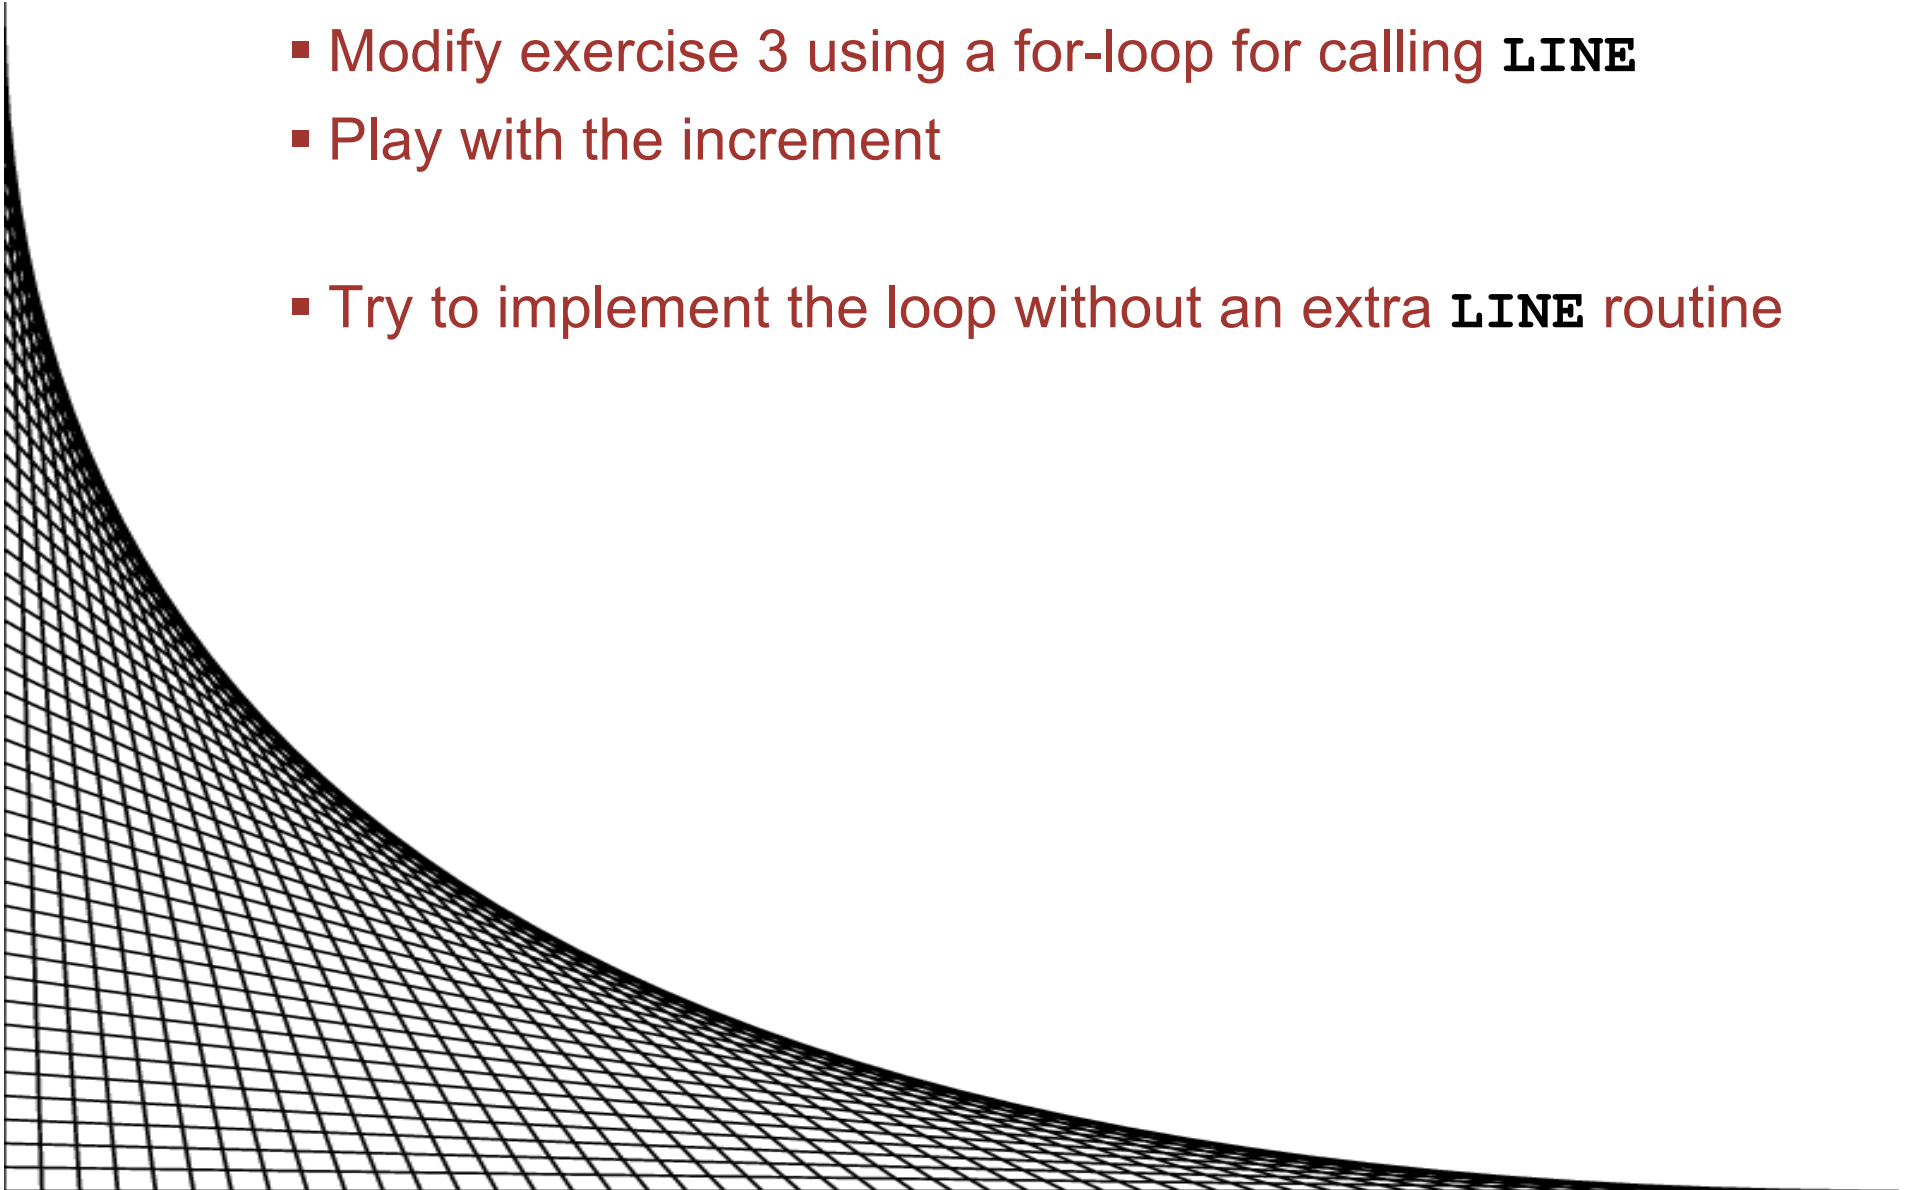 ▪ Modify exercise 3 using a for-loop for calling LINE
▪ Play with the increment
▪ Try to implement the loop without an extra LINE routine